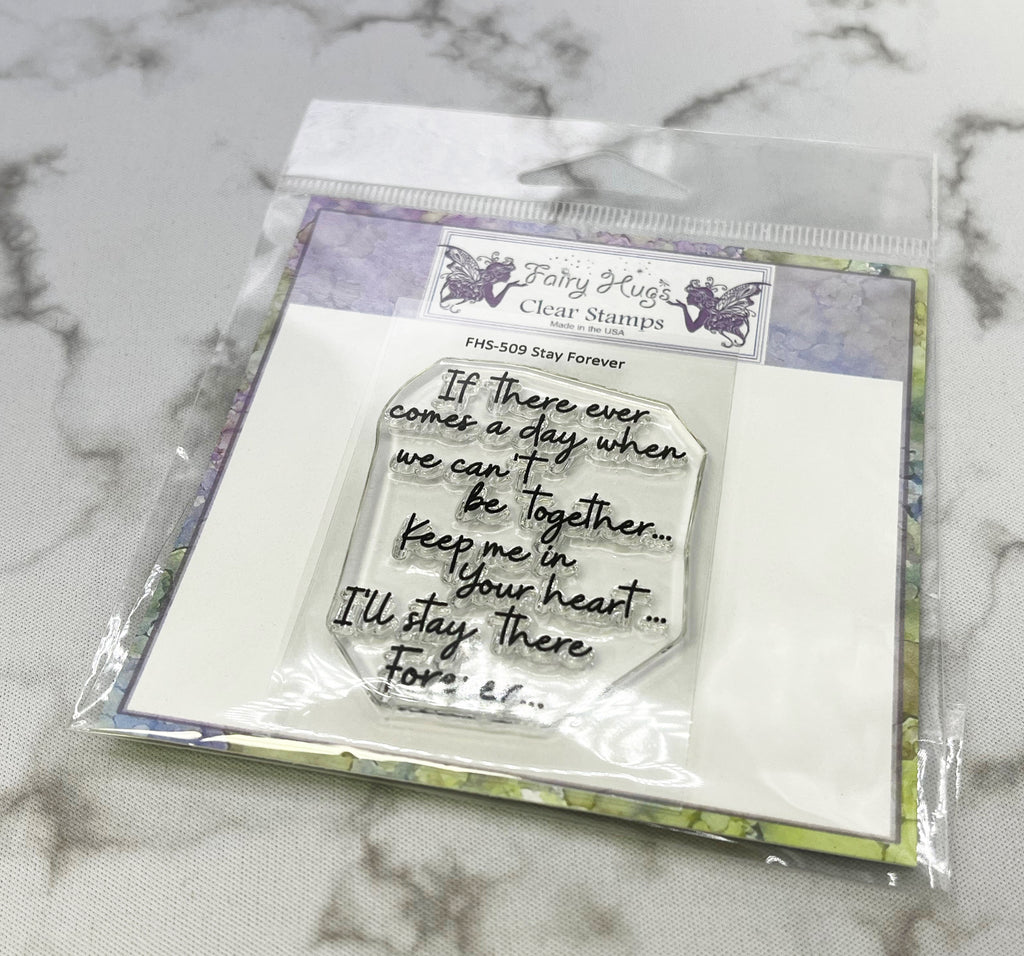 Fairy Hugs
Clear Stamps
Made in the USA
FHS-509 Stay Forever
If there ever
comes a day when
we can't
be together...
Keep me in
your heart...
I'll stay there
Forever...